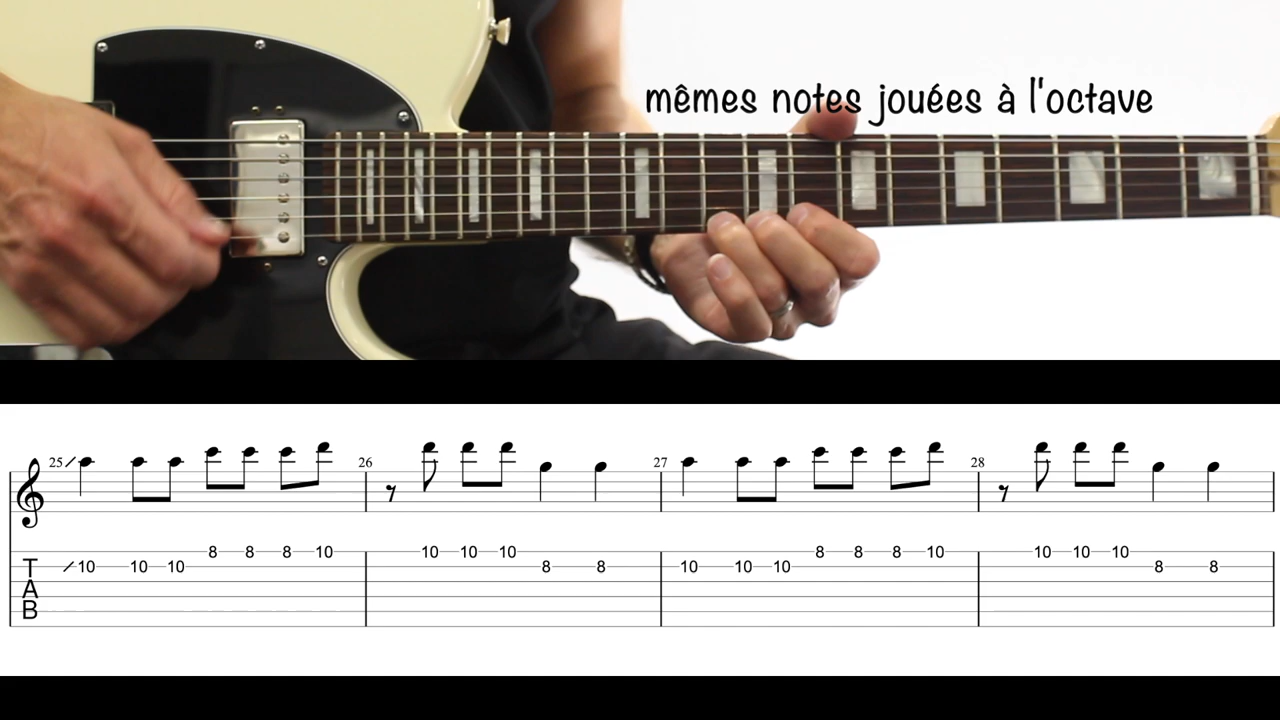 mêmes notes jouées à l'octave
25 26 27 28
8 8 8 10 10 10 10 8 8 8 10 10 10 10
T 10 10 10 8 8 10 10 10 8 8
A
B